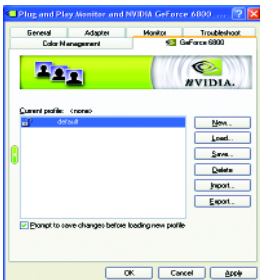 Plug and Play Monitor and NVIDIA GeForce 6800 ...
General
Adapter
Monitor
Troubleshoot
Color Management
GeForce 6800
NVIDIA.
Current profile: <none>
default
New...
Load...
Save...
Delete
Import...
Export...
Prompt to save changes before loading new profile
OK
Cancel
Apply